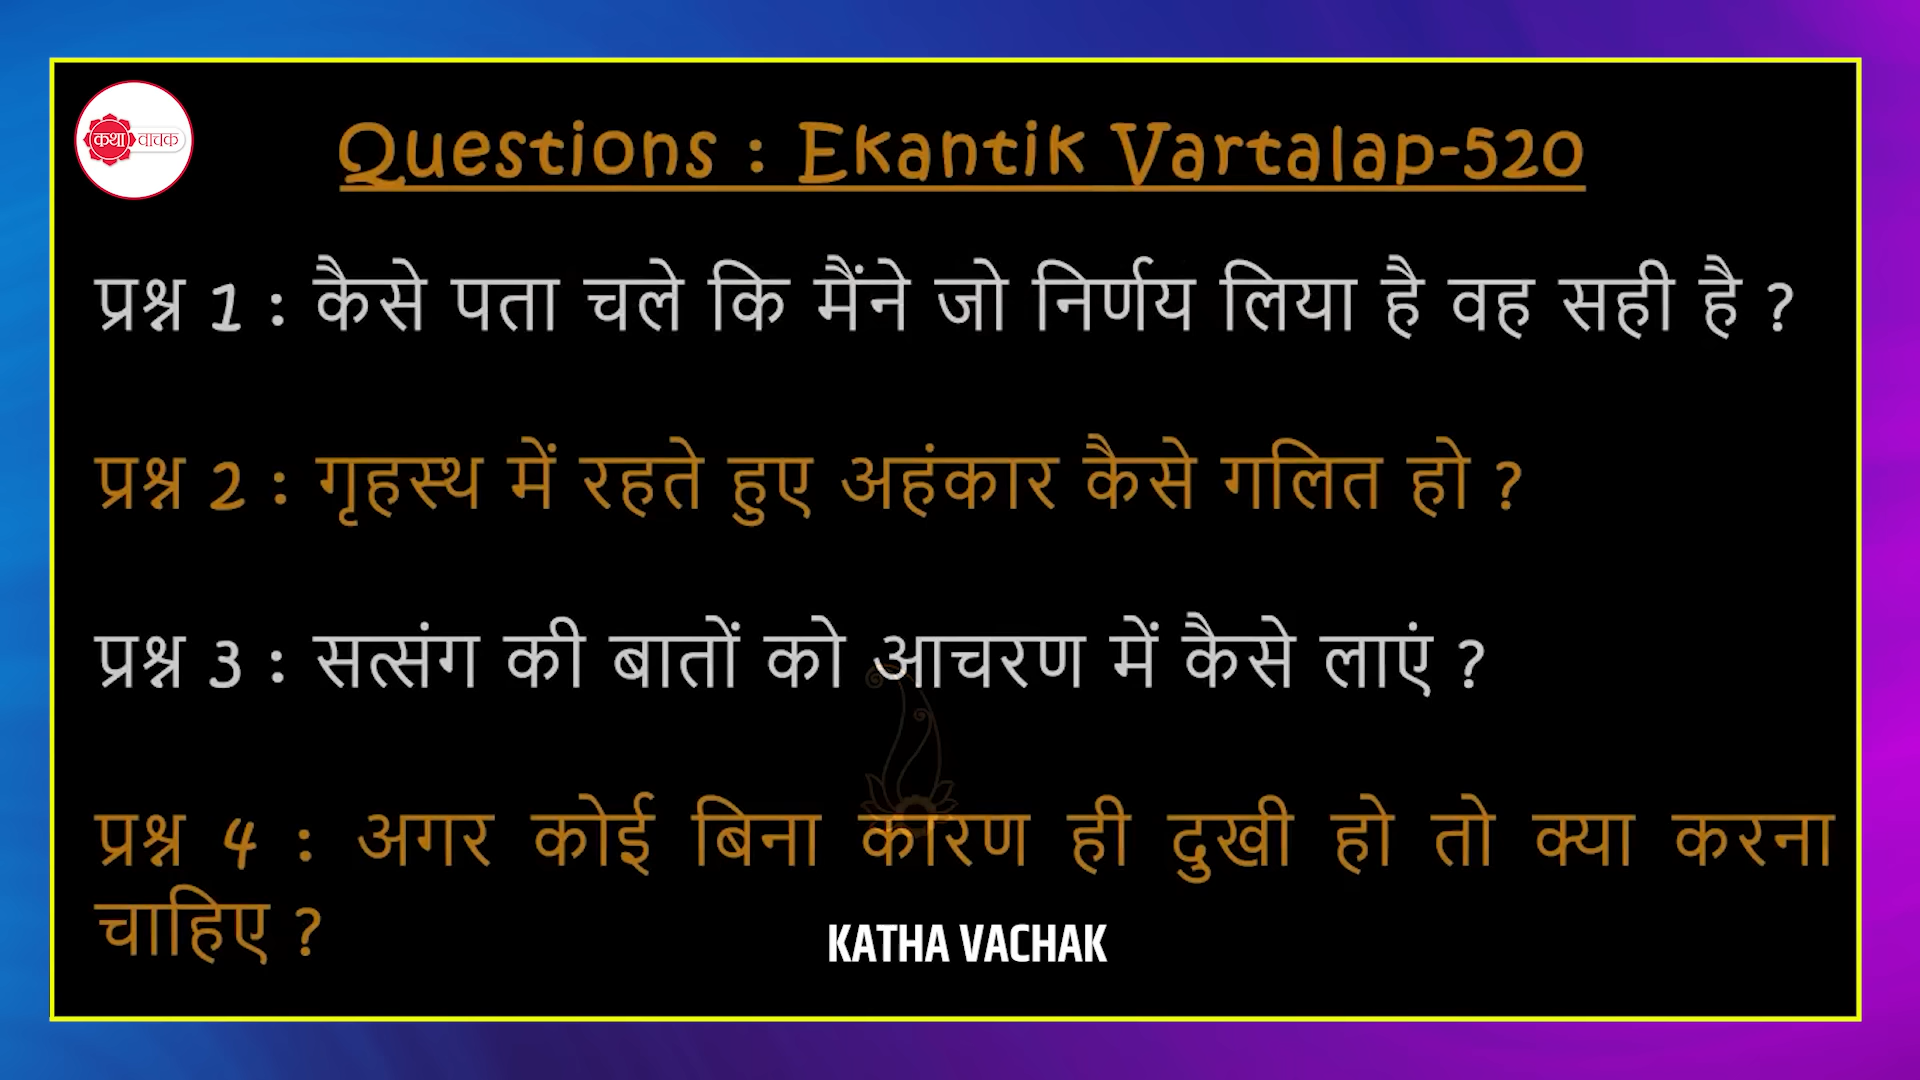 कथा वाचक
Questions : Ekantik Vartalap-520
प्रश्न 1 : कैसे पता चले कि मैंने जो निर्णय लिया है वह सही है ?
प्रश्न 2 : गृहस्थ में रहते हुए अहंकार कैसे गलित हो ?
प्रश्न 3 : सत्संग की बातों को आचरण में कैसे लाएं ?
प्रश्न 4 : अगर कोई बिना कारण ही दुखी हो तो क्या करना
चाहिए ?
KATHA VACHAK